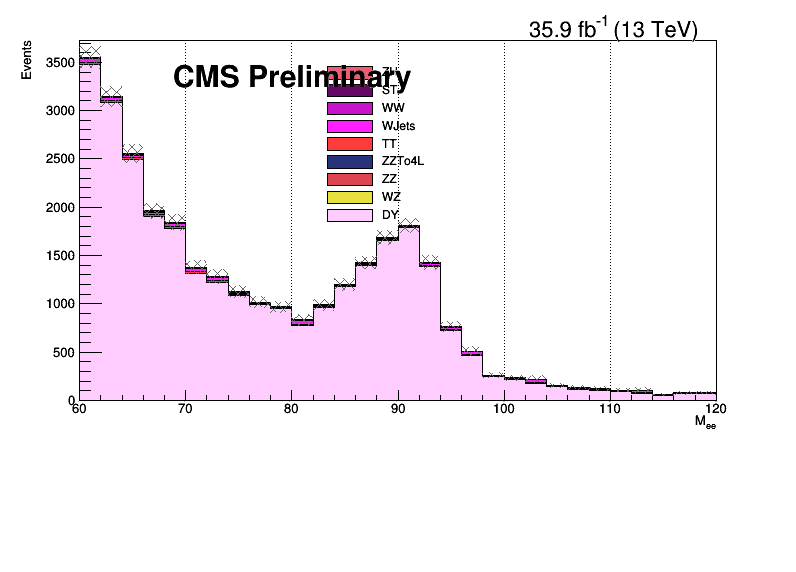 35.9 fb-1 (13 TeV)
Events
CMS Preliminary
ST
WW
WJets
TT
ZZTo4L
ZZ
WZ
DY
3500
3000
2500
2000
1500
1000
500
0
60 70 80 90 100 110 120
Mee